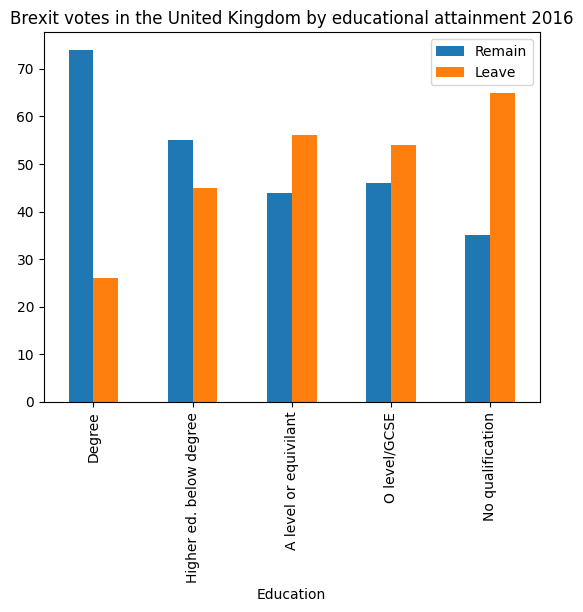 Brexit votes in the United Kingdom by educational attainment 2016
Remain
Leave
70
60
50
40
30
20
10
0
Degree
Higher ed. below degree
A level or equivilant
O level/GCSE
No qualification
Education